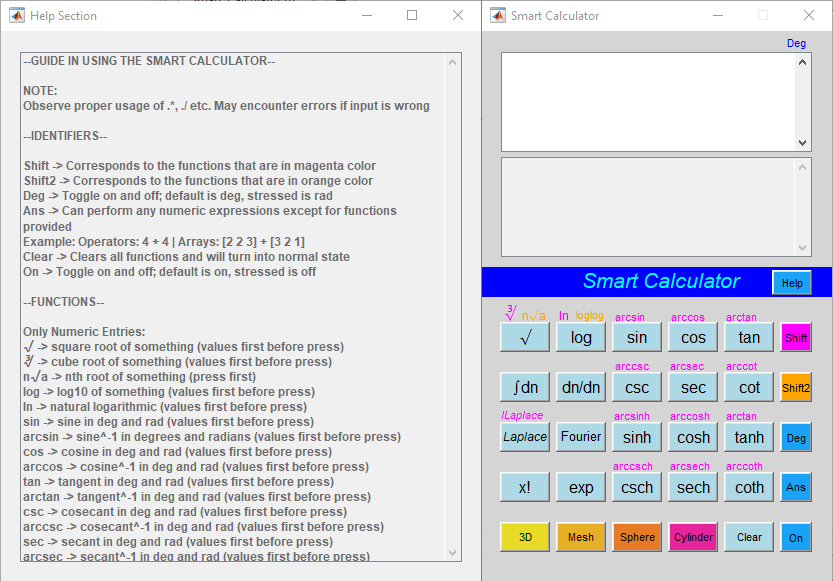 Help Section
--GUIDE IN USING THE SMART CALCULATOR--
NOTE:
Observe proper usage of .*, ./ etc. May encounter errors if input is wrong
--IDENTIFIERS--
Shift -> Corresponds to the functions that are in magenta color
Shift2 -> Corresponds to the functions that are in orange color
Deg -> Toggle on and off; default is deg, stressed is rad
Ans -> Can perform any numeric expressions except for functions
provided
Example: Operators: 4 + 4 | Arrays: [2 2 3] + [3 2 1]
Clear -> Clears all functions and will turn into normal state
On -> Toggle on and off; default is on, stressed is off
--FUNCTIONS--
Only Numeric Entries:
√ -> square root of something (values first before press)
∛ -> cube root of something (values first before press)
n√a -> nth root of something (press first)
log -> log10 of something (values first before press)
ln -> natural logarithmic (values first before press)
sin -> sine in deg and rad (values first before press)
arcsin -> sine^-1 in degrees and radians (values first before press)
cos -> cosine in deg and rad (values first before press)
arccos -> cosine^-1 in deg and rad (values first before press)
tan -> tangent in deg and rad (values first before press)
arctan -> tangent^-1 in deg and rad (values first before press)
csc -> cosecant in deg and rad (values first before press)
arccsc -> cosecant^-1 in deg and rad (values first before press)
sec -> secant in deg and rad (values first before press)
arcsec -> secant^-1 in deg and rad (values first before press)
Smart Calculator
Deg
Smart Calculator Help
∛ n√a ln loglog arcsin arccos arctan
√ log sin cos tan Shift
arccsc arcsec arccot
∫dn dn/dn csc sec cot Shift2
ILaplace arcsinh arccosh arctan
Laplace Fourier sinh cosh tanh Deg
arccsch arcsech arccoth
x! exp csch sech coth Ans
3D Mesh Sphere Cylinder Clear On